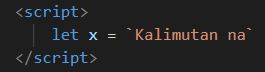 <script>
let x = `Kalimutan na`
</script>